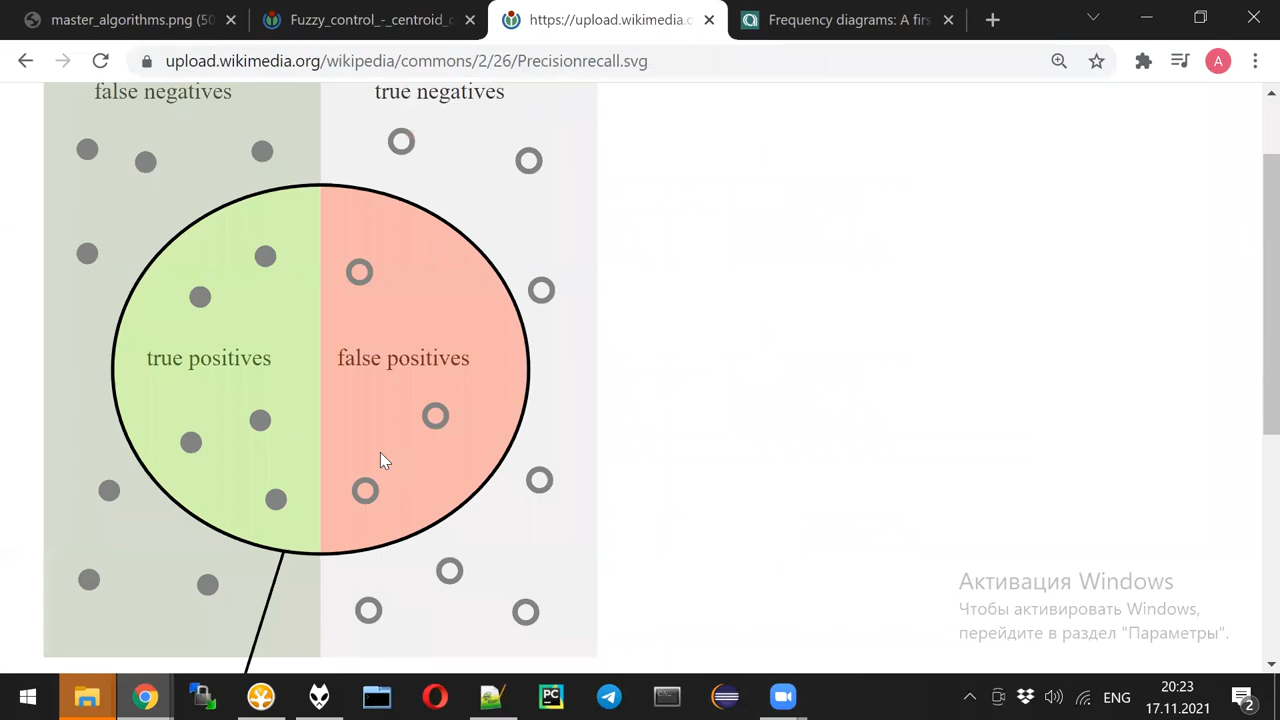 master_algorithms.png (50
Fuzzy_control_-_centroid_c
https://upload.wikimedia.o
Frequency diagrams: A firs
upload.wikimedia.org/wikipedia/commons/2/26/Precisionrecall.svg
A
false negatives
true negatives
true positives
false positives
Активация Windows
Чтобы активировать Windows,
перейдите в раздел "Параметры".
PC
ENG
20:23
17.11.2021
2